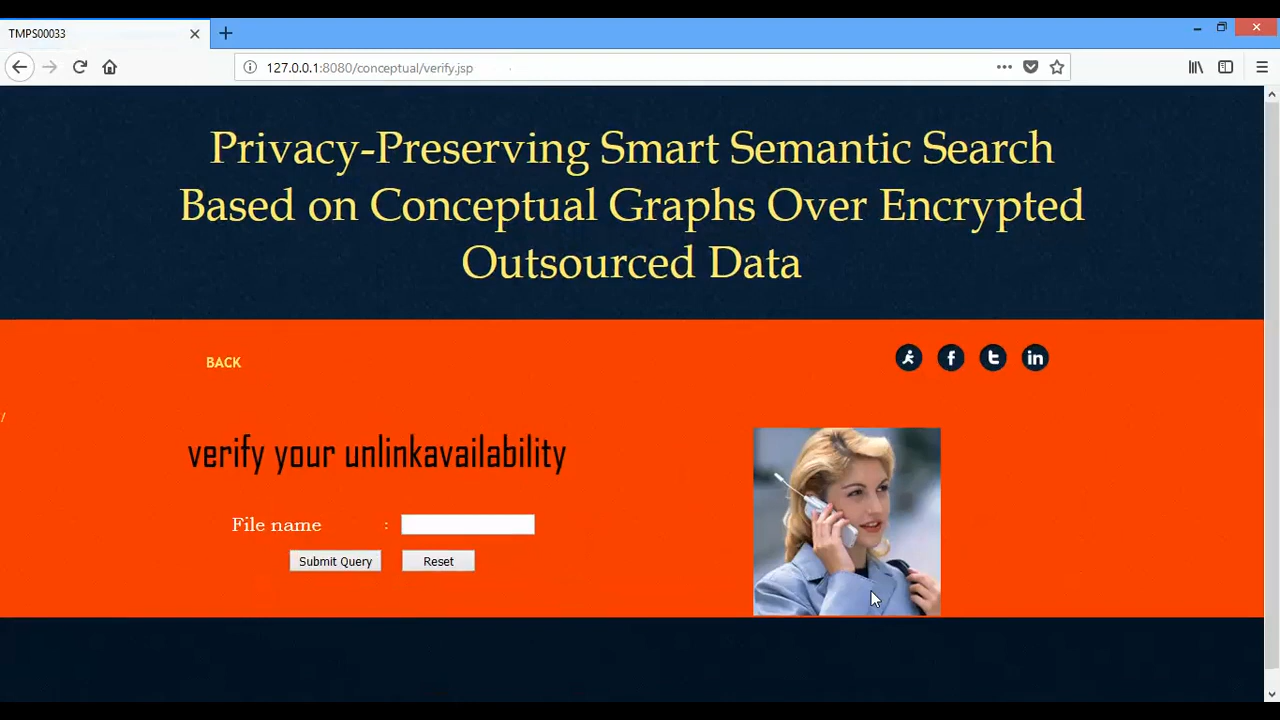 TMPS00033
127.0.0.1:8080/conceptual/verify.jsp
Privacy-Preserving Smart Semantic Search
Based on Conceptual Graphs Over Encrypted
Outsourced Data
BACK
/
verify your unlinkavailability
File name :
Submit Query Reset